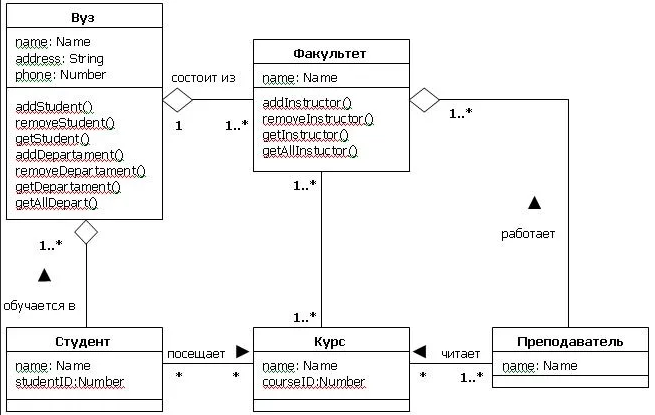 Вуз
name: Name
address: String
phone: Number
addStudent()
removeStudent()
getStudent()
addDepartament()
removeDepartament()
getDepartament()
getAllDepart()
состоит из
1
1..*
Факультет
name: Name
addInstructor()
removeInstructor()
getInstructor()
getAllInstuctor()
1..*
1..*
1..*
работает
обучается в
1..*
Студент
name: Name
studentID:Number
посещает
*
*
Курс
name: Name
courseID:Number
читает
*
1..*
Преподаватель
name: Name